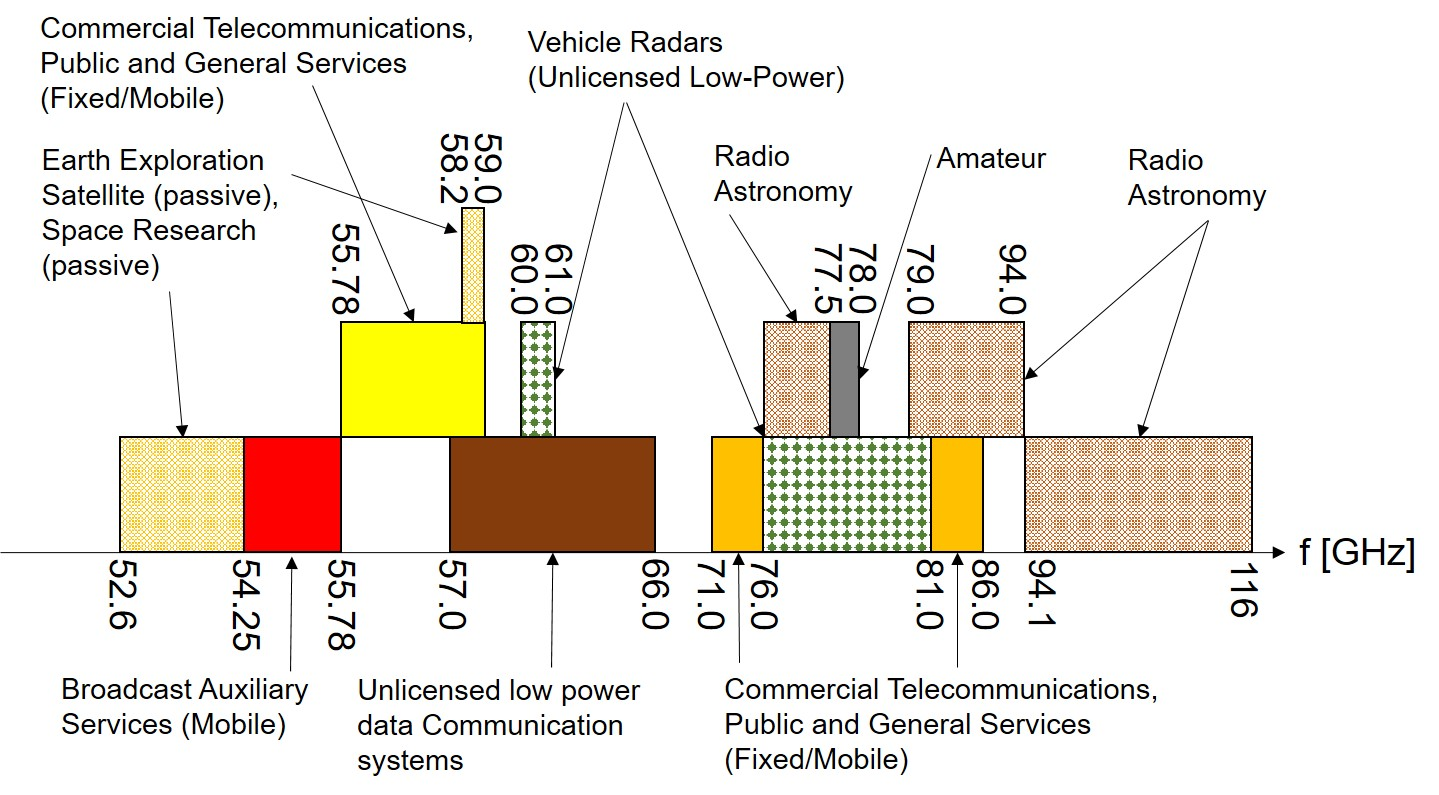 Commercial Telecommunications,
Public and General Services
(Fixed/Mobile)
Vehicle Radars
(Unlicensed Low-Power)
Earth Exploration
Satellite (passive),
Space Research
(passive)
Radio
Astronomy
Amateur
Radio
Astronomy
55.78
58.2
59.0
60.0
61.0
77.5
78.0
79.0
94.0
f [GHz]
52.6
54.25
55.78
57.0
66.0
71.0
76.0
81.0
86.0
94.1
116
Broadcast Auxiliary
Services (Mobile)
Unlicensed low power
data Communication
systems
Commercial Telecommunications,
Public and General Services
(Fixed/Mobile)